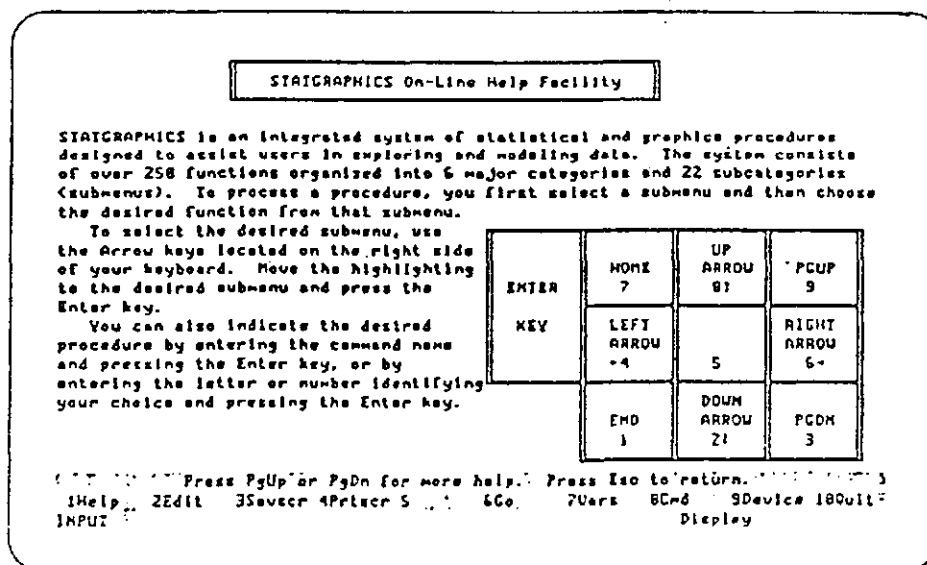 STATGRAPHICS On-Line Help Facility
STATGRAPHICS is an integrated system of statistical and graphics procedures
designed to assist users in exploring and modeling data. The system consists
of over 250 functions organized into 6 major categories and 22 subcategories
(submenus). To process a procedure, you first select a submenu and then choose
the desired function from that submenu.
To select the desired submenu, use
the Arrow keys located on the right side
of your keyboard. Move the highlighting
to the desired submenu and press the
Enter key.
You can also indicate the desired
procedure by entering the command name
and pressing the Enter key, or by
entering the letter or number identifying
your choice and pressing the Enter key.
ENTER
KEY
HOME
7
UP
ARROW
8↑
PGUP
9
LEFT
ARROW
←4
5
RIGHT
ARROW
6→
END
1
DOWN
ARROW
2↓
PGDN
3
Press PgUp or PgDn for more help. Press Esc to return.
1Help 2Edit 3Savscr 4Prtscr 5 6Go 7Vars 8Cmd 9Device 10Quit
INPUT Display